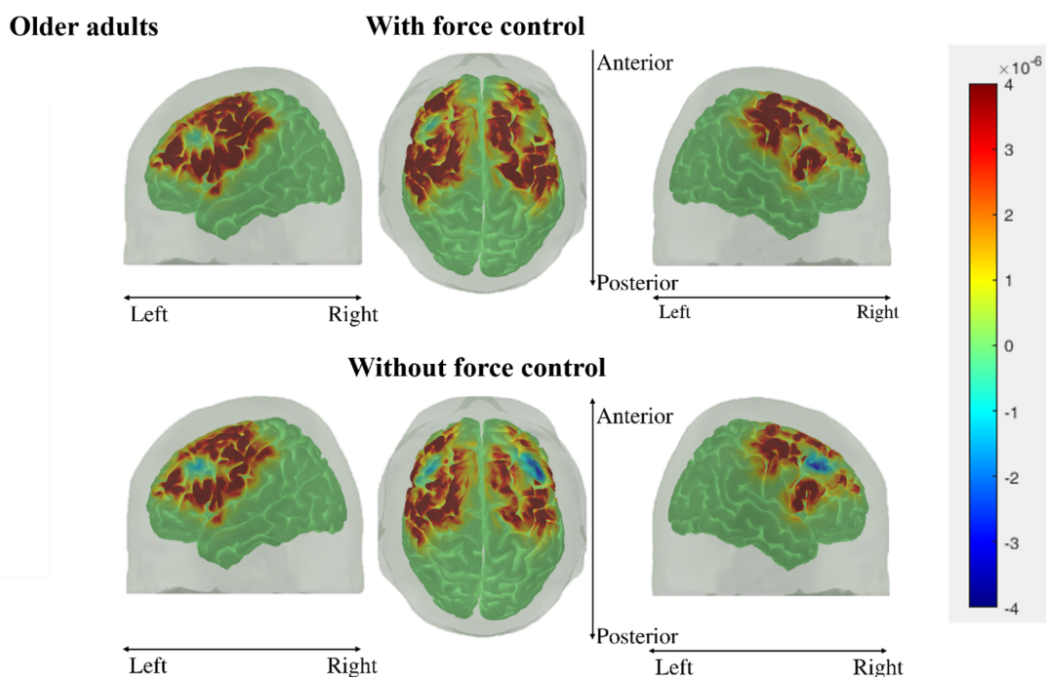 Older adults
With force control
Anterior
Posterior
Left Right
Left Right
Without force control
Anterior
Posterior
Left Right
Left Right
×10⁻⁶
4
3
2
1
0
-1
-2
-3
-4